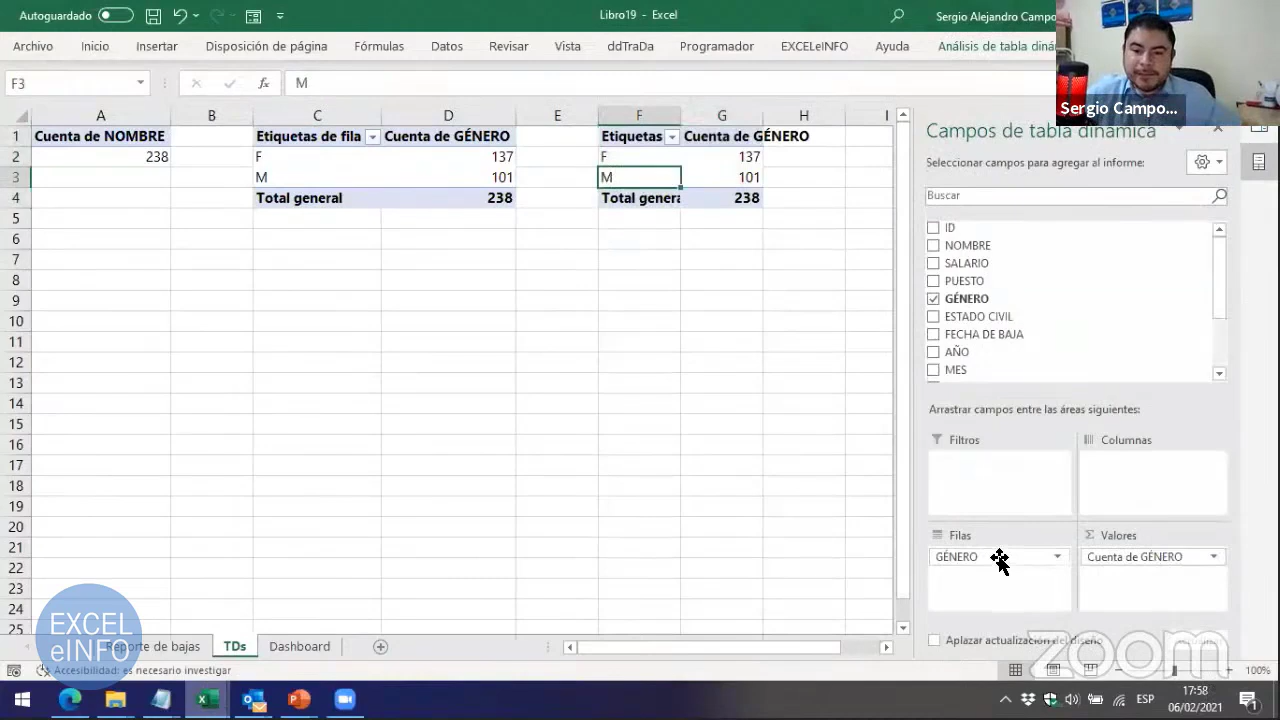 Autoguardado
Libro19 - Excel
Sergio Alejandro Campo
Archivo Inicio Insertar Disposición de página Fórmulas Datos Revisar Vista ddTraDa Programador EXCELeINFO Ayuda Análisis de tabla diná
Sergio Campo...
F3 fx M
A B C D E F G H I
1 Cuenta de NOMBRE Etiquetas de fila Cuenta de GÉNERO Etiquetas Cuenta de GÉNERO
2 238 F 137 F 137
3 M 101 M 101
4 Total general 238 Total genera 238
5
6
7
8
9
10
11
12
13
14
15
16
17
18
19
20
21
22
23
24
25
Campos de tabla dinámica
Seleccionar campos para agregar al informe:
Buscar
ID
NOMBRE
SALARIO
PUESTO
GÉNERO
ESTADO CIVIL
FECHA DE BAJA
AÑO
MES
Arrastrar campos entre las áreas siguientes:
Filtros Columnas
Filas Σ Valores
GÉNERO Cuenta de GÉNERO
Aplazar actualización del diseño
zoom
EXCEL
eINFO
Reporte de bajas TDs Dashboard
Accesibilidad: es necesario investigar
100%
ESP
17:58
06/02/2021
1